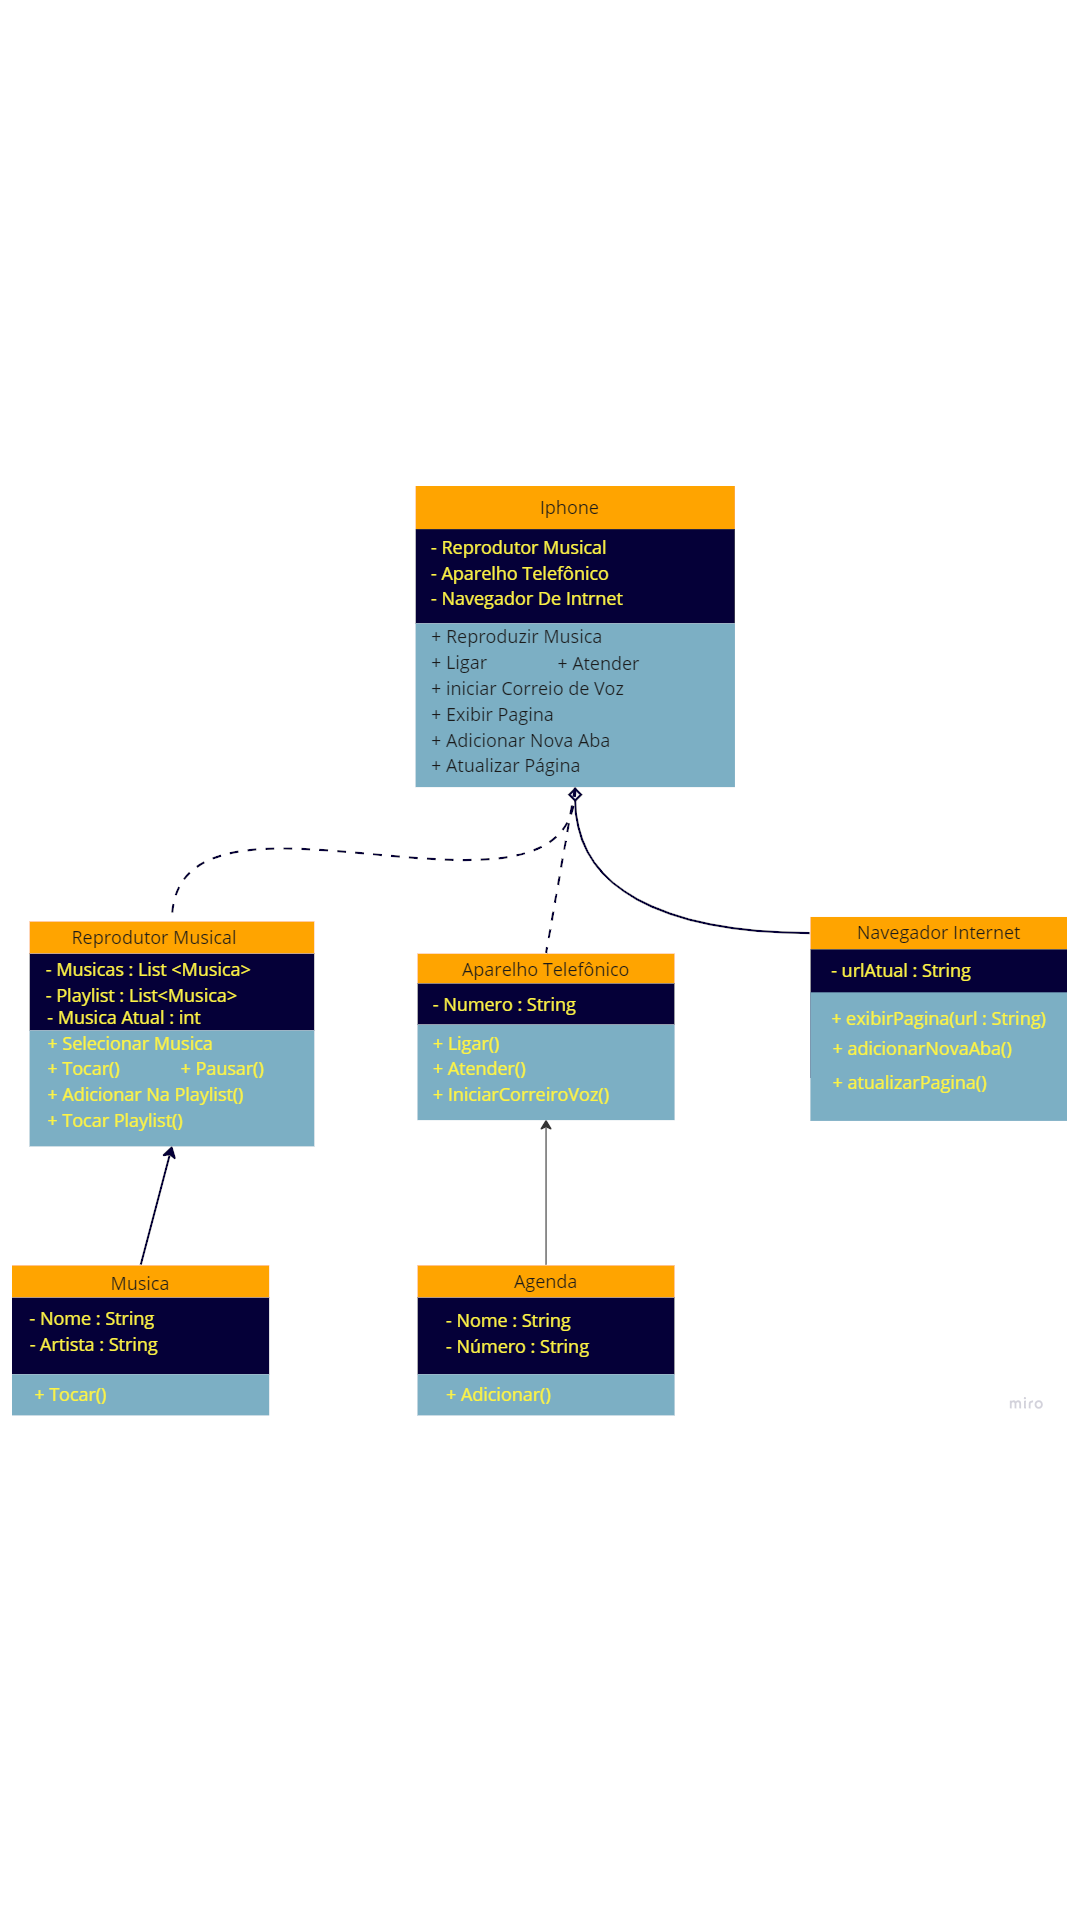 Iphone
- Reprodutor Musical
- Aparelho Telefônico
- Navegador De Intrnet
+ Reproduzir Musica
+ Ligar + Atender
+ iniciar Correio de Voz
+ Exibir Pagina
+ Adicionar Nova Aba
+ Atualizar Página
Reprodutor Musical
- Musicas : List <Musica>
- Playlist : List<Musica>
- Musica Atual : int
+ Selecionar Musica
+ Tocar() + Pausar()
+ Adicionar Na Playlist()
+ Tocar Playlist()
Aparelho Telefônico
- Numero : String
+ Ligar()
+ Atender()
+ IniciarCorreiroVoz()
Navegador Internet
- urlAtual : String
+ exibirPagina(url : String)
+ adicionarNovaAba()
+ atualizarPagina()
Musica
- Nome : String
- Artista : String
+ Tocar()
Agenda
- Nome : String
- Número : String
+ Adicionar()
miro